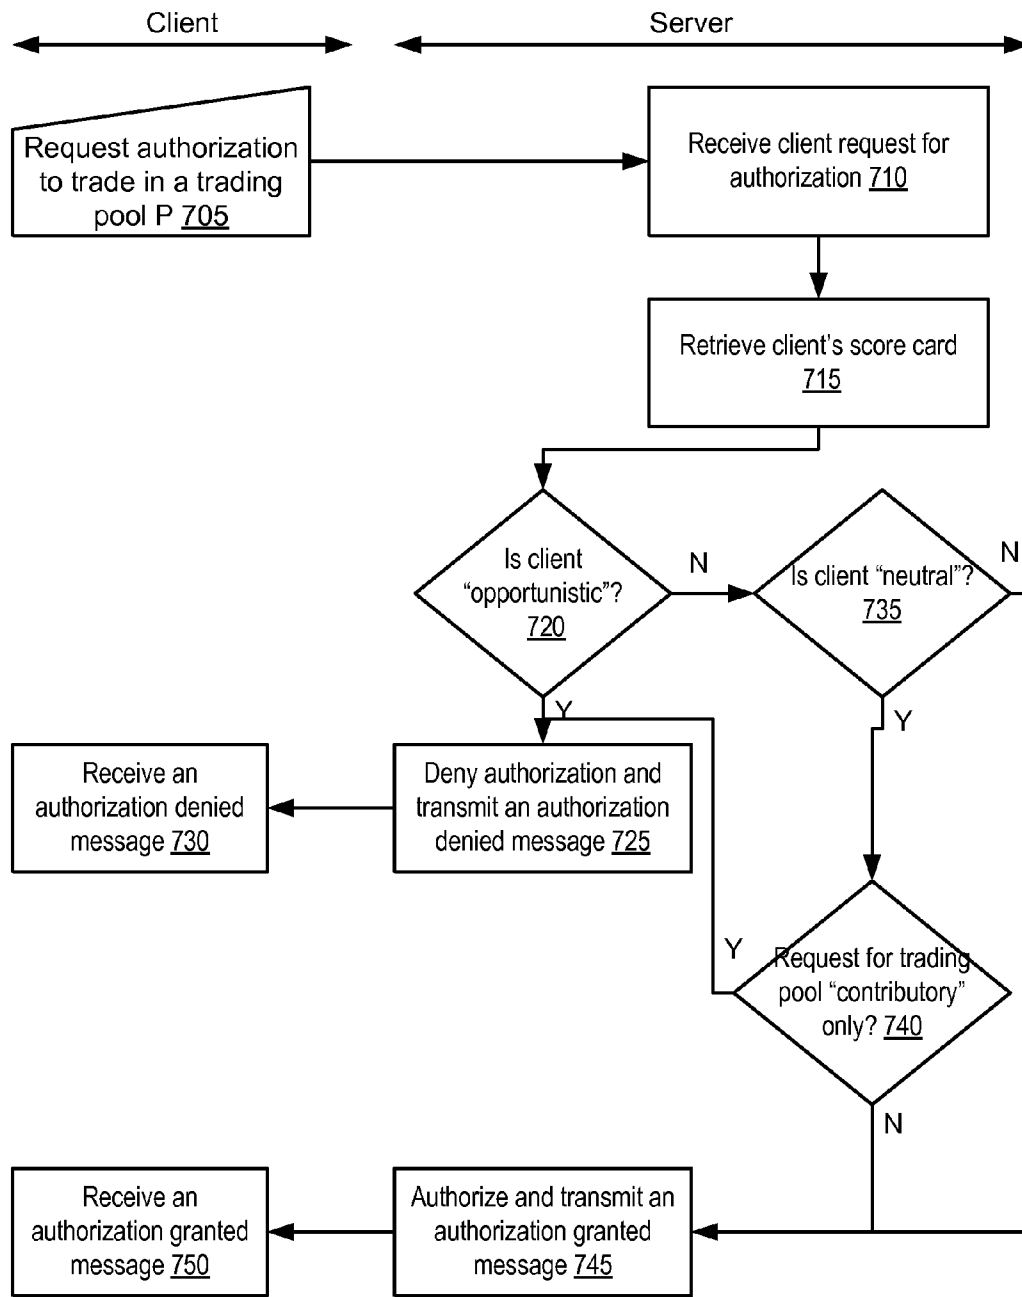 Client
Server
Request authorization
to trade in a trading
pool P 705
Receive client request for
authorization 710
Retrieve client's score card
715
Is client
“opportunistic”?
720
N
Is client “neutral”?
735
N
Y
Y
Receive an
authorization denied
message 730
Deny authorization and
transmit an authorization
denied message 725
Y
Request for trading
pool “contributory”
only? 740
N
Receive an
authorization granted
message 750
Authorize and transmit an
authorization granted
message 745